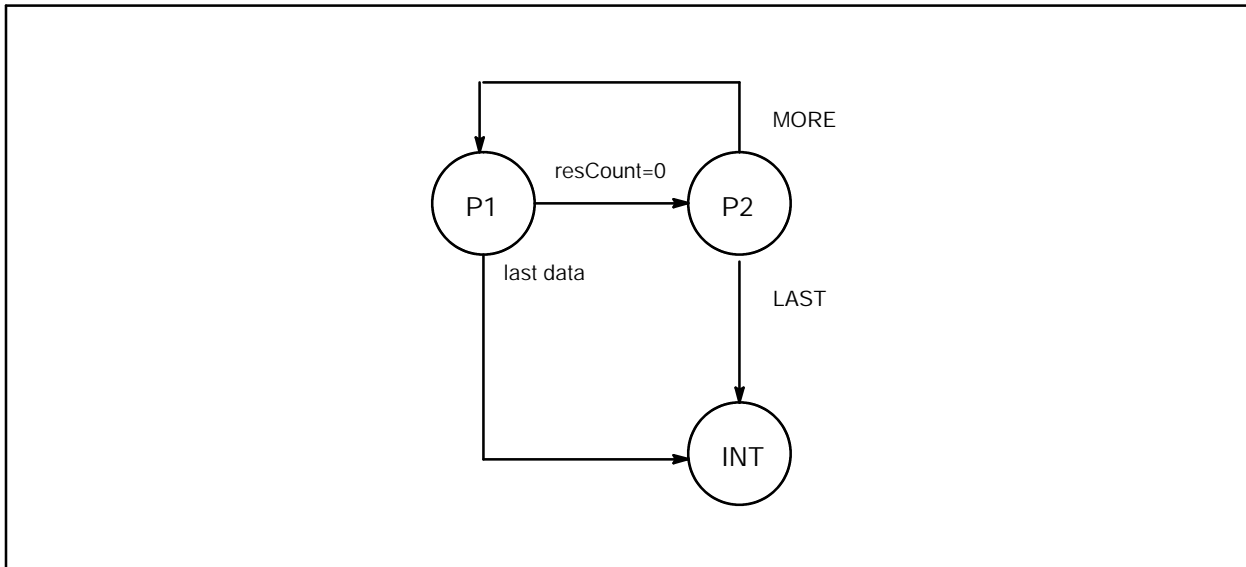 MORE
resCount=0
P1
P2
last data
LAST
INT